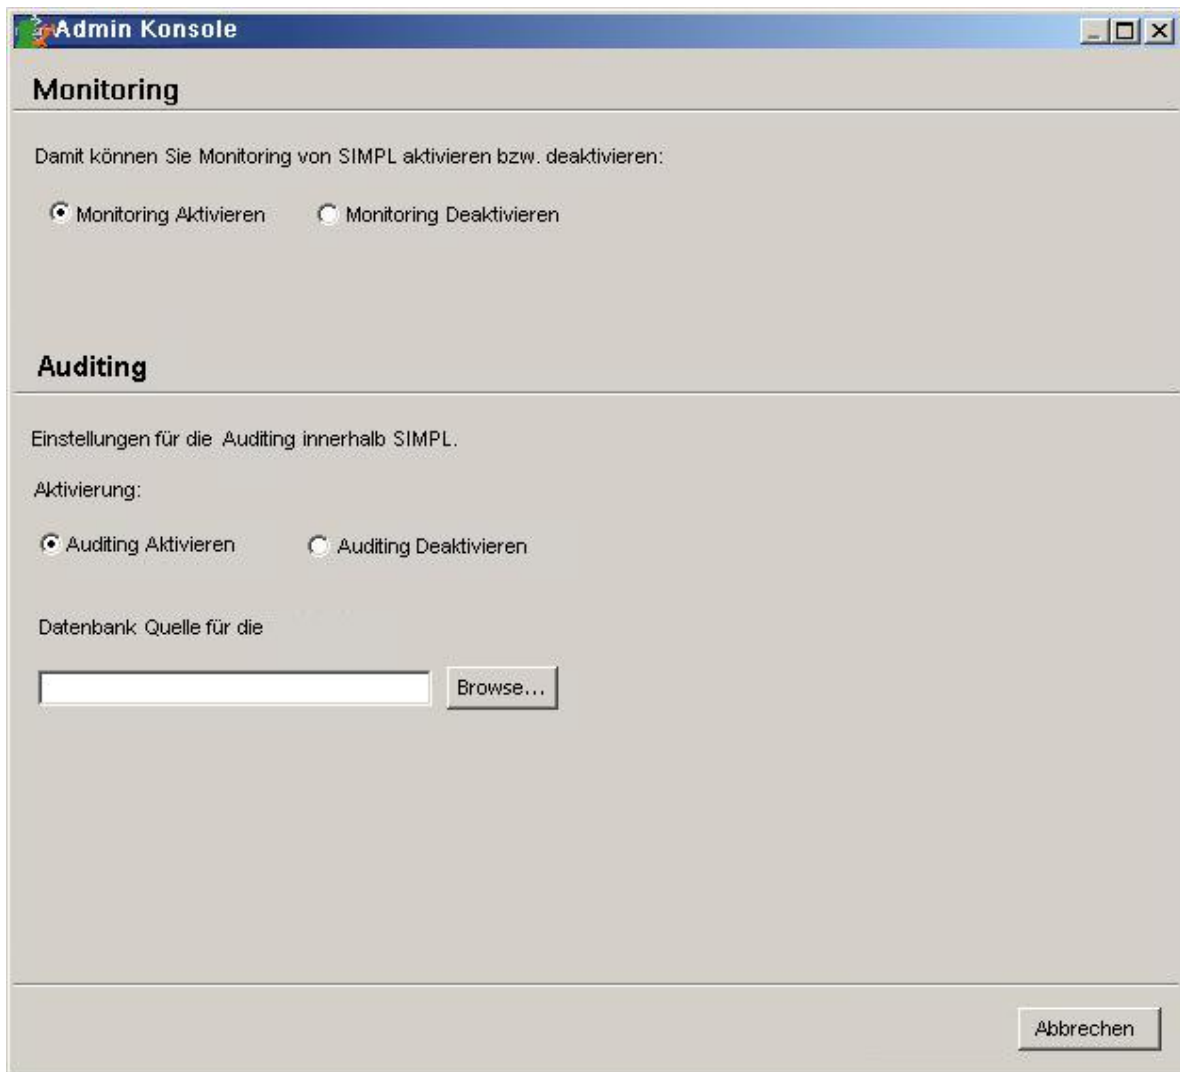 Admin Konsole
Monitoring
Damit können Sie Monitoring von SIMPL aktivieren bzw. deaktivieren:
Monitoring Aktivieren Monitoring Deaktivieren
Auditing
Einstellungen für die Auditing innerhalb SIMPL.
Aktivierung:
Auditing Aktivieren Auditing Deaktivieren
Datenbank Quelle für die
Browse...
Abbrechen